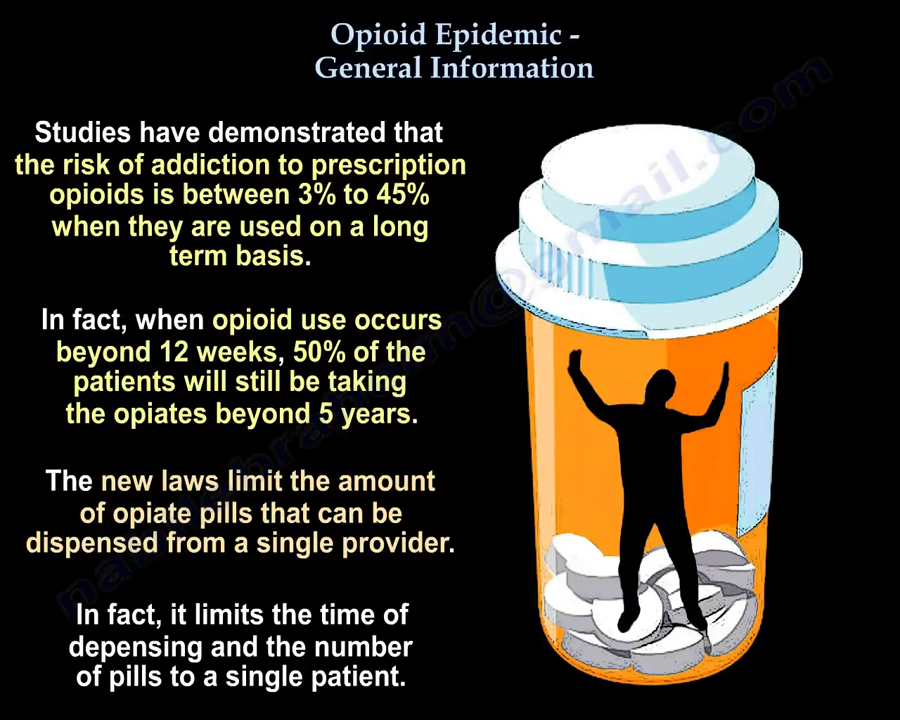 Opioid Epidemic -
General Information
Studies have demonstrated that
the risk of addiction to prescription
opioids is between 3% to 45%
when they are used on a long
term basis.
In fact, when opioid use occurs
beyond 12 weeks, 50% of the
patients will still be taking
the opiates beyond 5 years.
The new laws limit the amount
of opiate pills that can be
dispensed from a single provider.
In fact, it limits the time of
depensing and the number
of pills to a single patient.